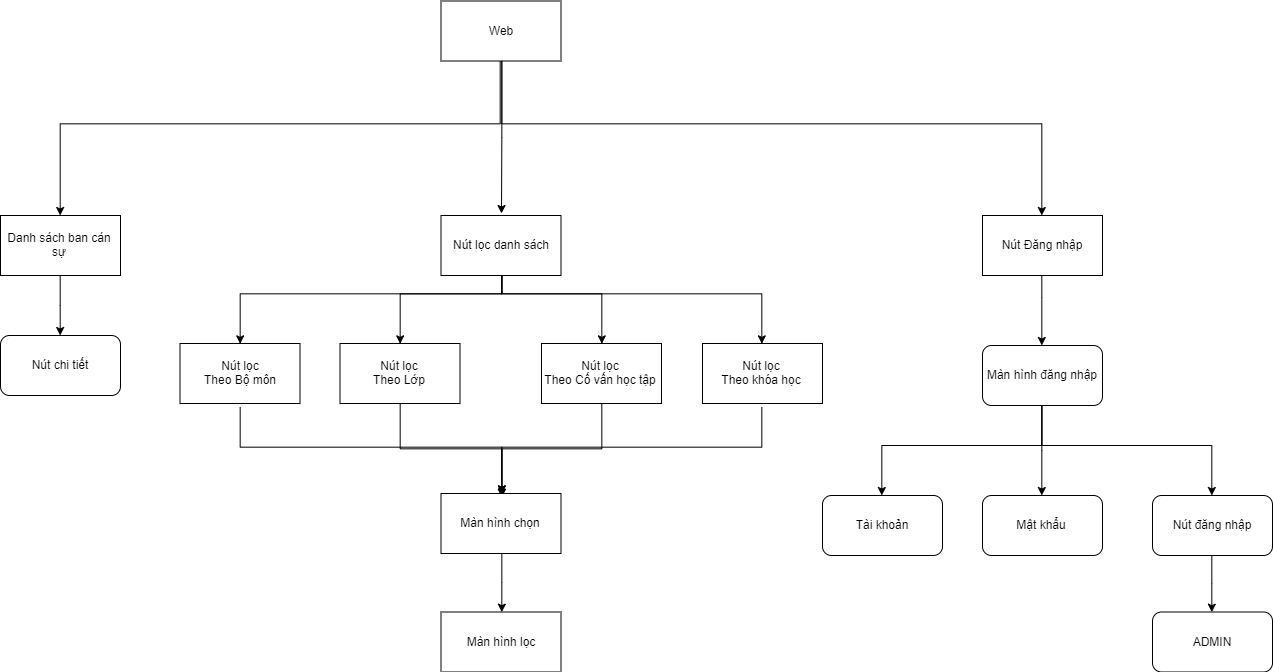 Web
Danh sách ban cán
sự
Nút lọc danh sách
Nút Đăng nhập
Nút chi tiết
Nút lọc
Theo Bộ môn
Nút lọc
Theo Lớp
Nút lọc
Theo Cố vấn học tập
Nút lọc
Theo khóa học
Màn hình đăng nhập
Màn hình chọn
Tài khoản
Mật khẩu
Nút đăng nhập
Màn hình lọc
ADMIN